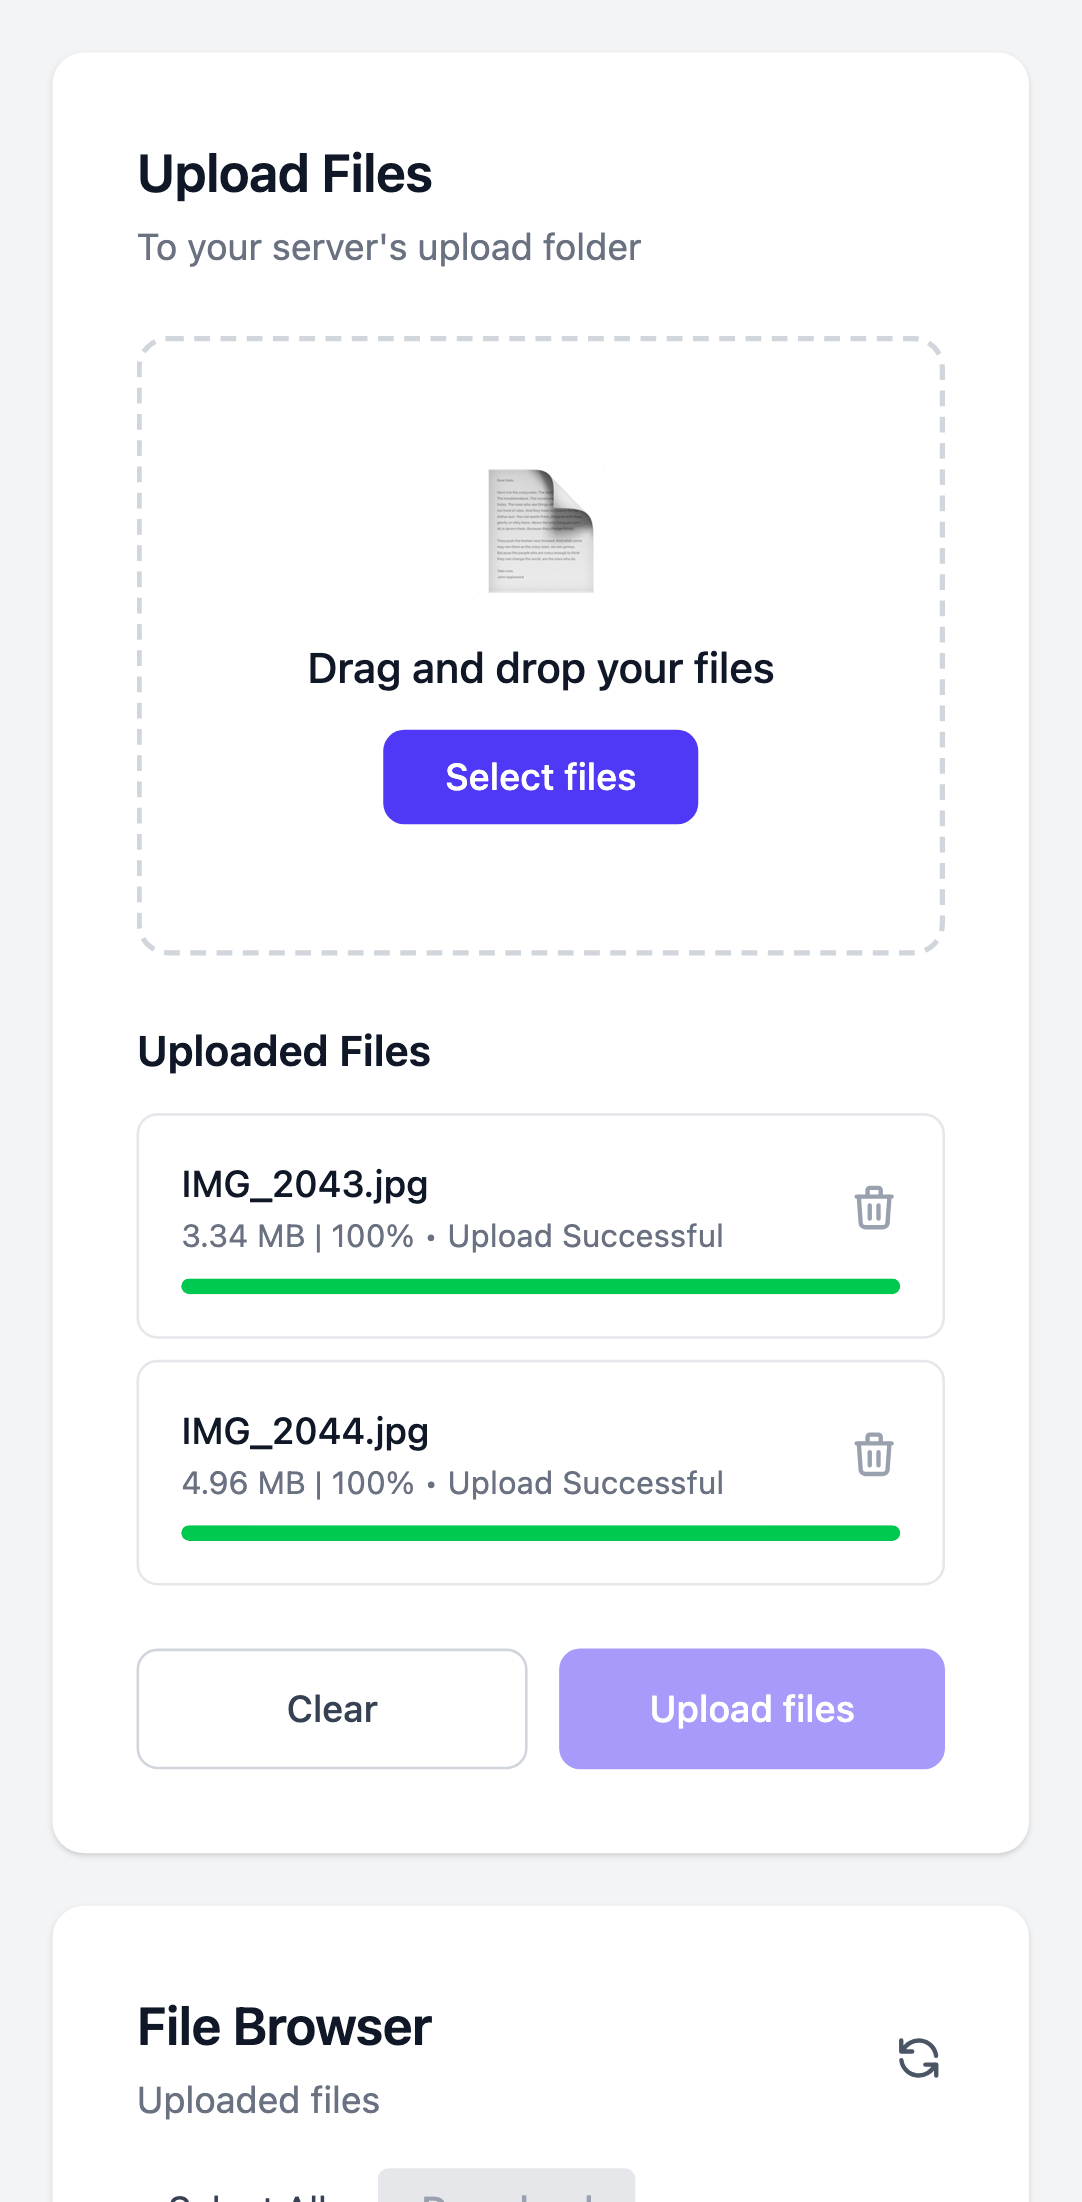 Upload Files
To your server's upload folder
Drag and drop your files
Select files
Uploaded Files
IMG_2043.jpg
3.34 MB | 100% • Upload Successful
IMG_2044.jpg
4.96 MB | 100% • Upload Successful
Clear
Upload files
File Browser
Uploaded files